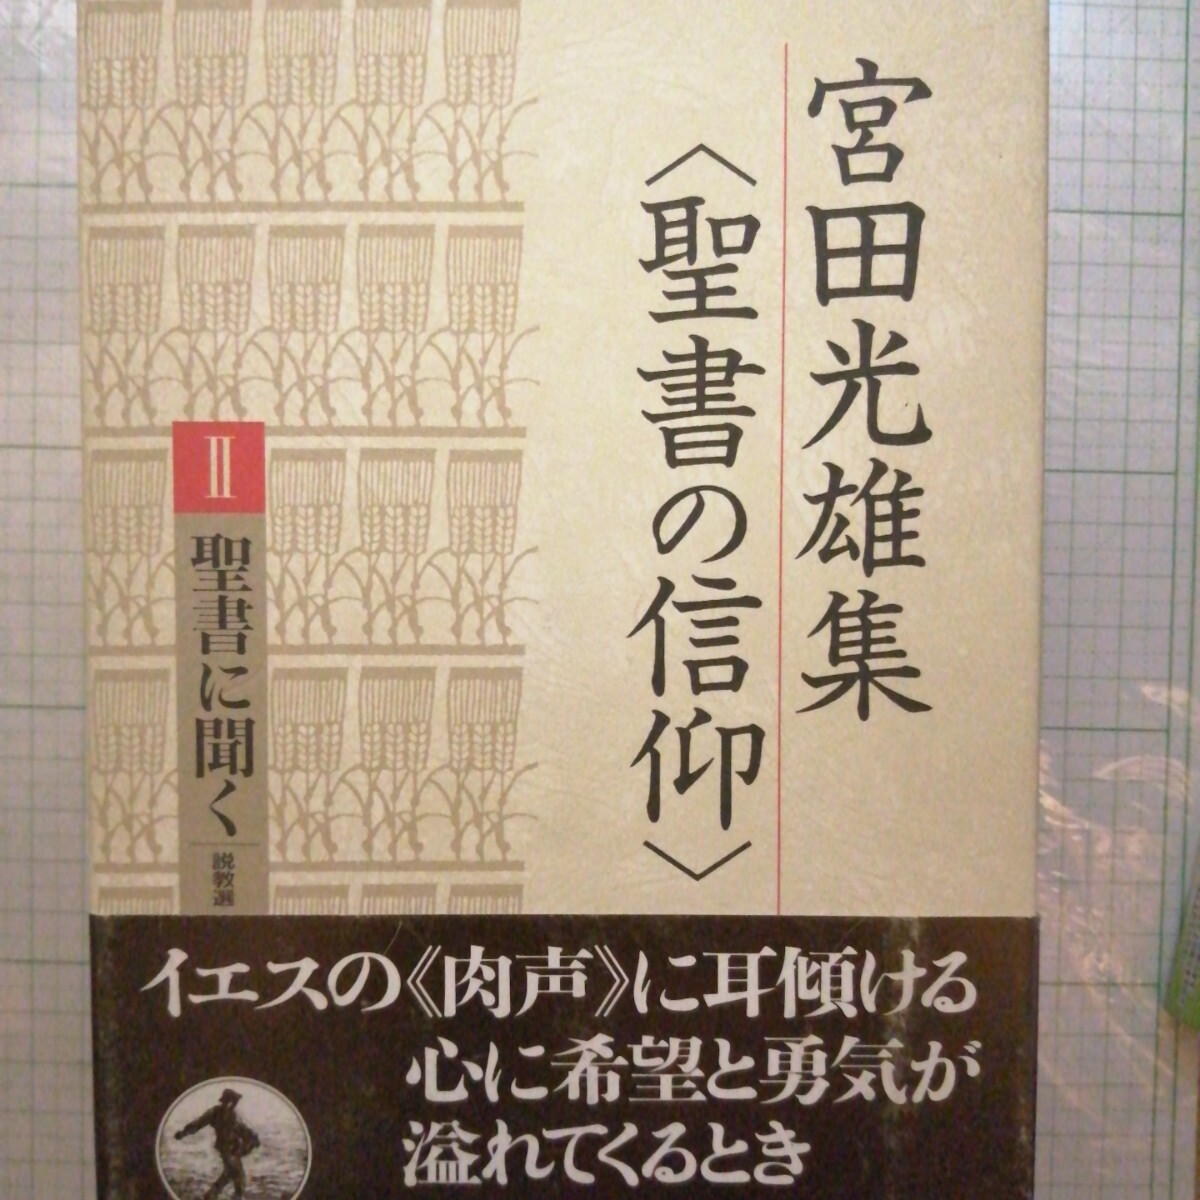 宮田光雄集
〈聖書の信仰〉
Ⅱ
聖書に聞く
説教選
イエスの《肉声》に耳傾ける
心に希望と勇気が
溢れてくるとき